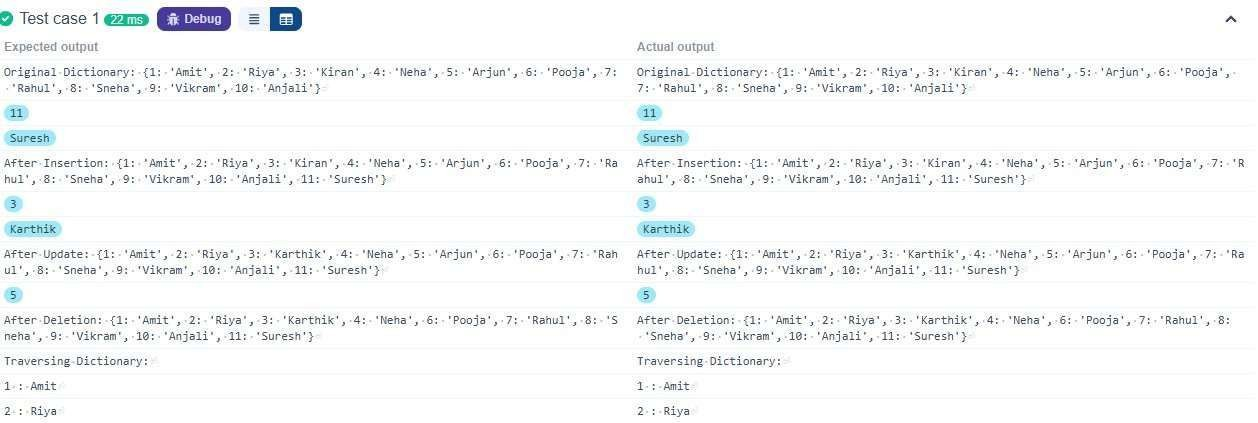 Test case 1 22 ms Debug
Expected output
Actual output
Original Dictionary: {1: 'Amit', 2: 'Riya', 3: 'Kiran', 4: 'Neha', 5: 'Arjun', 6: 'Pooja', 7:
'Rahul', 8: 'Sneha', 9: 'Vikram', 10: 'Anjali'}
11
Suresh
After Insertion: {1: 'Amit', 2: 'Riya', 3: 'Kiran', 4: 'Neha', 5: 'Arjun', 6: 'Pooja', 7: 'Ra
hul', 8: 'Sneha', 9: 'Vikram', 10: 'Anjali', 11: 'Suresh'}
3
Karthik
After Update: {1: 'Amit', 2: 'Riya', 3: 'Karthik', 4: 'Neha', 5: 'Arjun', 6: 'Pooja', 7: 'Rah
ul', 8: 'Sneha', 9: 'Vikram', 10: 'Anjali', 11: 'Suresh'}
5
After Deletion: {1: 'Amit', 2: 'Riya', 3: 'Karthik', 4: 'Neha', 6: 'Pooja', 7: 'Rahul', 8: 'S
neha', 9: 'Vikram', 10: 'Anjali', 11: 'Suresh'}
Traversing Dictionary:
1 : Amit
2 : Riya
Original Dictionary: {1: 'Amit', 2: 'Riya', 3: 'Kiran', 4: 'Neha', 5: 'Arjun', 6: 'Pooja',
7: 'Rahul', 8: 'Sneha', 9: 'Vikram', 10: 'Anjali'}
11
Suresh
After Insertion: {1: 'Amit', 2: 'Riya', 3: 'Kiran', 4: 'Neha', 5: 'Arjun', 6: 'Pooja', 7: 'R
ahul', 8: 'Sneha', 9: 'Vikram', 10: 'Anjali', 11: 'Suresh'}
3
Karthik
After Update: {1: 'Amit', 2: 'Riya', 3: 'Karthik', 4: 'Neha', 5: 'Arjun', 6: 'Pooja', 7: 'Ra
hul', 8: 'Sneha', 9: 'Vikram', 10: 'Anjali', 11: 'Suresh'}
5
After Deletion: {1: 'Amit', 2: 'Riya', 3: 'Karthik', 4: 'Neha', 6: 'Pooja', 7: 'Rahul', 8:
'Sneha', 9: 'Vikram', 10: 'Anjali', 11: 'Suresh'}
Traversing Dictionary:
1 : Amit
2 : Riya